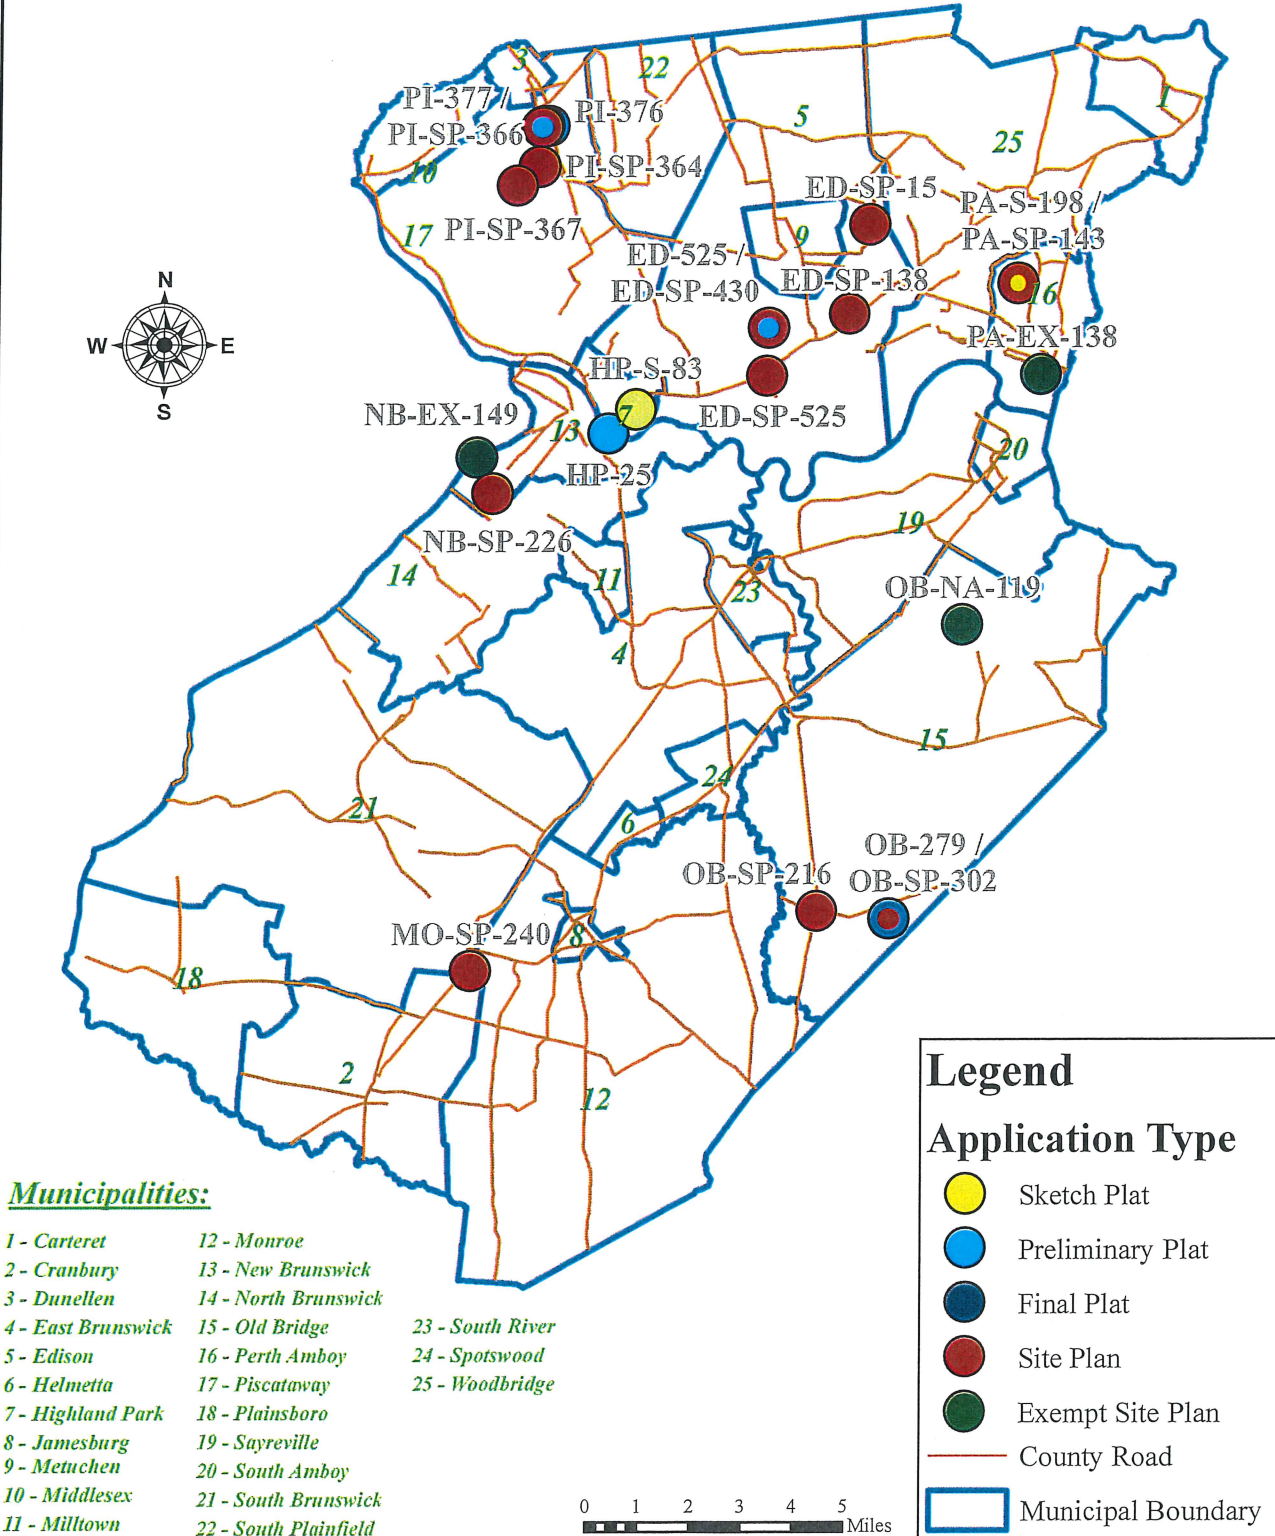 3
22
PI-377 /
PI-376
PI-SP-366
5
1
25
10
PI-SP-364
ED-SP-15
PA-S-198 /
PI-SP-367
17
9
PA-SP-143
ED-525 /
ED-SP-430
ED-SP-138
16
N
W E
S
PA-EX-138
HP-S-83
NB-EX-149
7
ED-SP-525
13
20
HP-25
19
NB-SP-226
14
11
23
OB-NA-119
4
15
24
21
6
OB-279 /
OB-SP-216
OB-SP-302
MO-SP-240
8
18
2
12
Legend
Application Type
Sketch Plat
Preliminary Plat
Final Plat
Site Plan
Exempt Site Plan
County Road
Municipal Boundary
Municipalities:
1 - Carteret
2 - Cranbury
3 - Dunellen
4 - East Brunswick
5 - Edison
6 - Helmetta
7 - Highland Park
8 - Jamesburg
9 - Metuchen
10 - Middlesex
11 - Milltown
12 - Monroe
13 - New Brunswick
14 - North Brunswick
15 - Old Bridge
16 - Perth Amboy
17 - Piscataway
18 - Plainsboro
19 - Sayreville
20 - South Amboy
21 - South Brunswick
22 - South Plainfield
23 - South River
24 - Spotswood
25 - Woodbridge
0 1 2 3 4 5
Miles